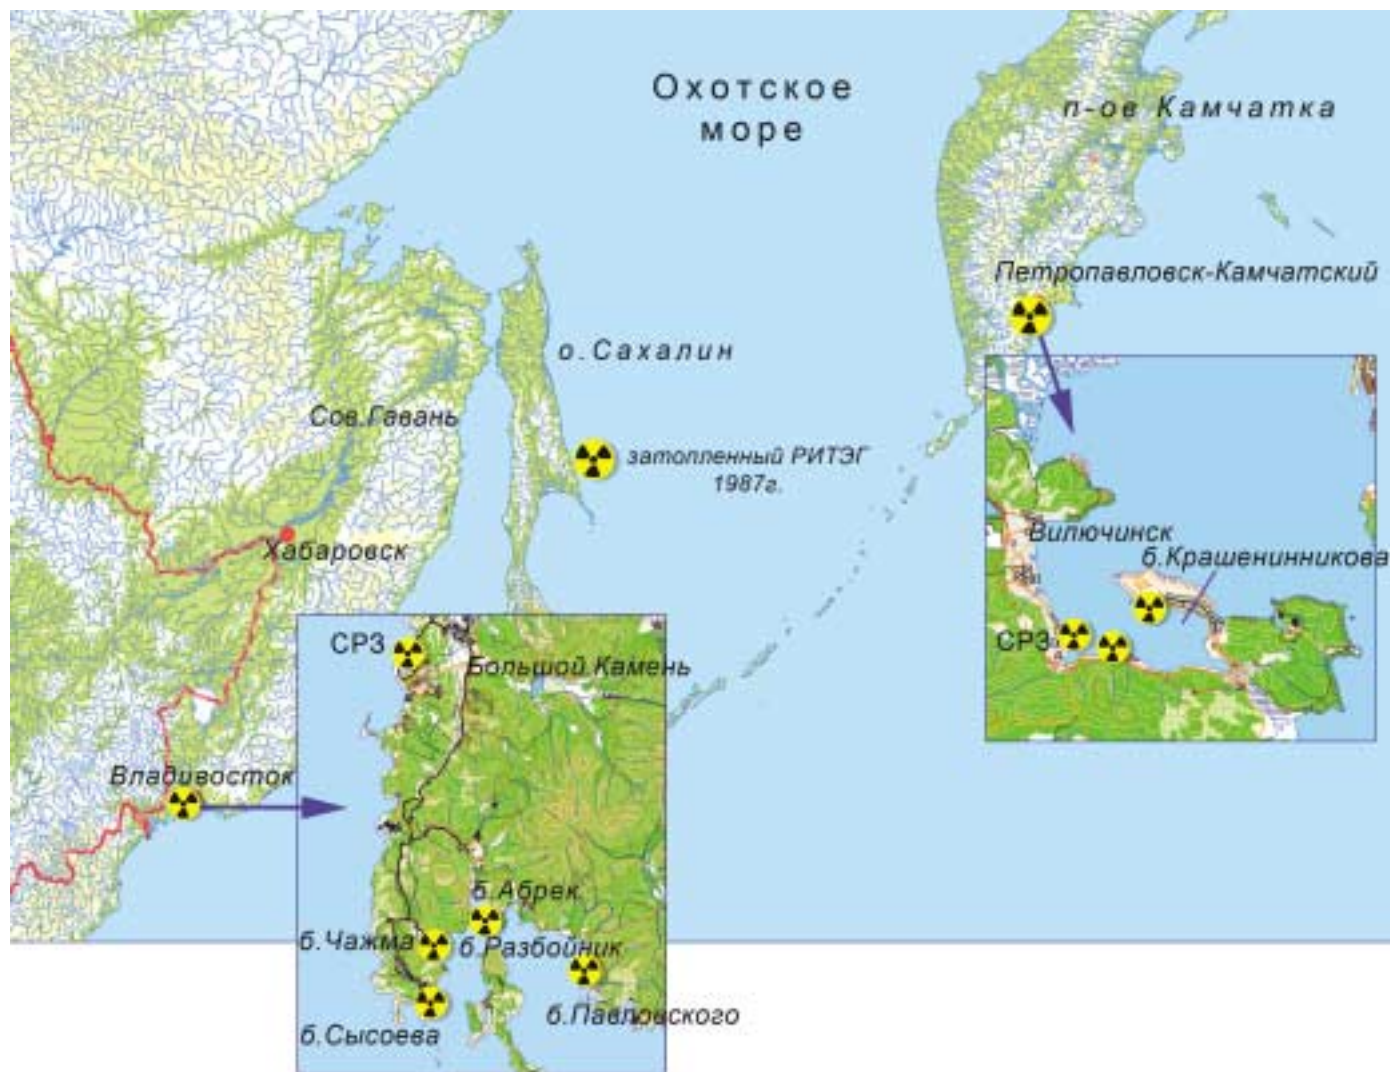 Охотское
море
п-ов Камчатка
Петропавловск-Камчатский
о.Сахалин
Сов.Гавань
затопленный РИТЭГ
1987г.
Хабаровск
Вилючинск
б.Крашенинникова
СРЗ
СРЗ
Большой Камень
Владивосток
б.Абрек
б.Чажма
б.Разбойник
б.Павловского
б.Сысоева